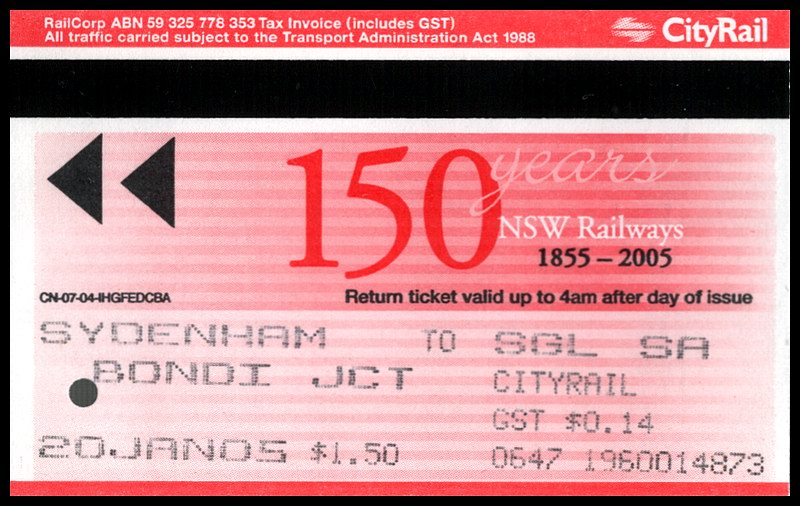 RailCorp ABN 59 325 778 353 Tax Invoice (includes GST)
All traffic carried subject to the Transport Administration Act 1988
CityRail
150 years
NSW Railways
1855 – 2005
CN-07-04-IHGFEDCBA
Return ticket valid up to 4am after day of issue
SYDENHAM TO SGL SA
BONDI JCT CITYRAIL
GST $0.14
20JAN05 $1.50 0647 1960014873